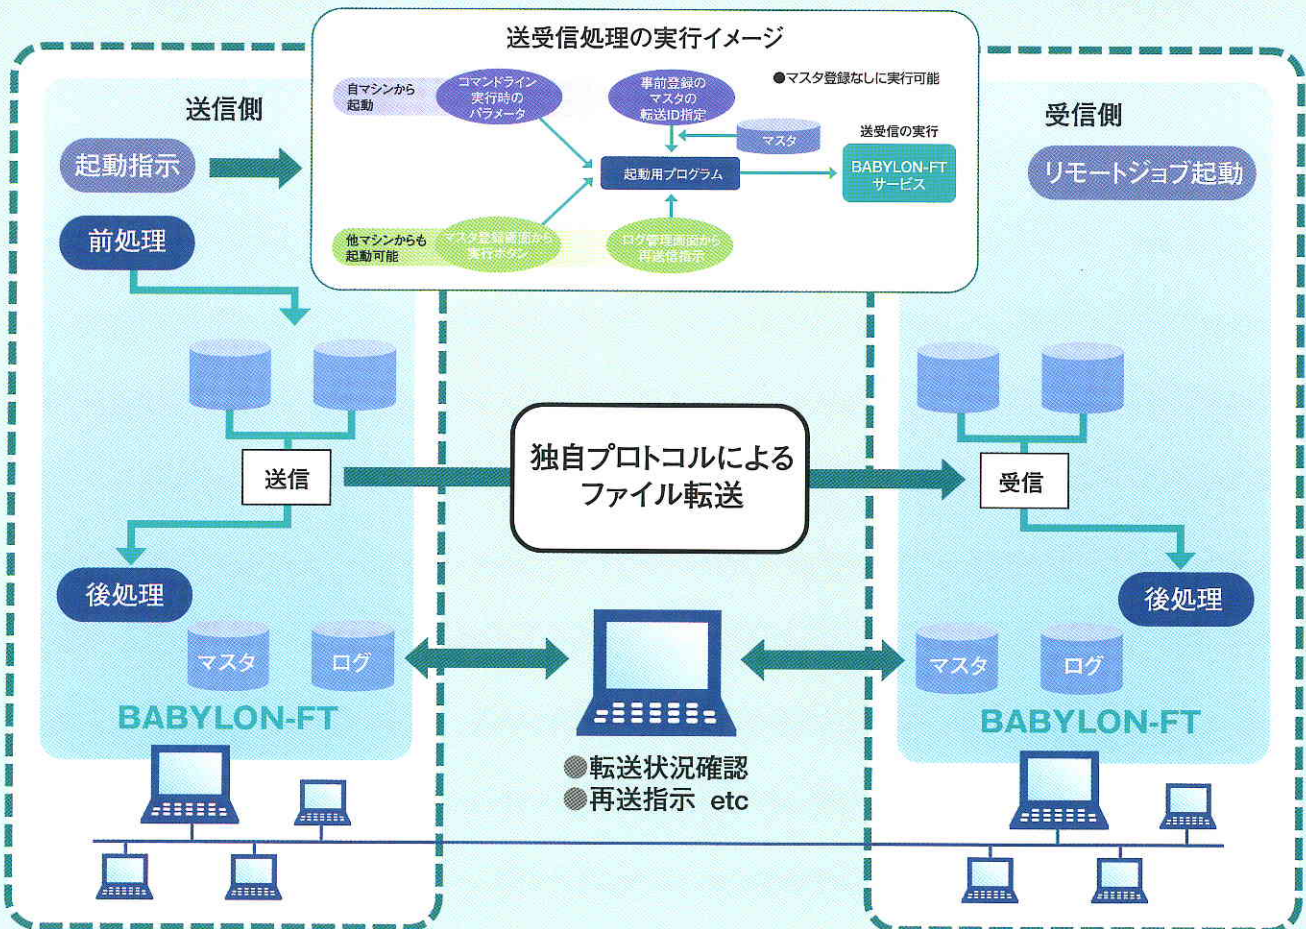 送受信処理の実行イメージ
自マシンから
起動
コマンドライン
実行時の
パラメータ
事前登録の
マスタの
転送ID指定
●マスタ登録なしに実行可能
マスタ
送受信の実行
起動用プログラム
BABYLON-FT
サービス
他マシンからも
起動可能
マスタ登録画面から
実行ボタン
ログ管理画面から
再送信指示
送信側
起動指示
前処理
送信
後処理
マスタ
ログ
BABYLON-FT
独自プロトコルによる
ファイル転送
●転送状況確認
●再送指示 etc
受信側
リモートジョブ起動
受信
後処理
マスタ
ログ
BABYLON-FT